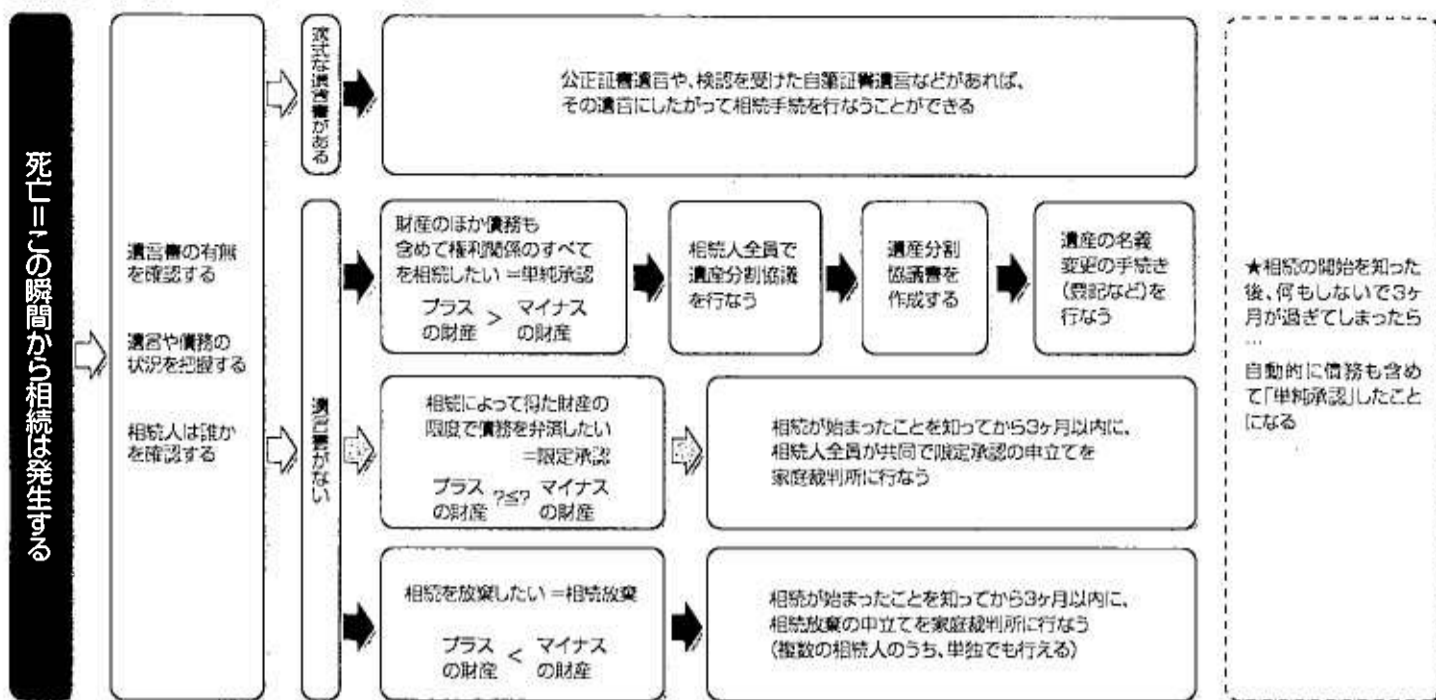 死亡＝この瞬間から相続は発生する
遺言書の有無
を確認する
遺言や債務の
状況を把握する
相続人は誰か
を確認する
正式な遺言書がある
公正証書遺言や、検認を受けた自筆証書遺言などがあれば、
その遺言にしたがって相続手続を行なうことができる
遺言書がない
財産のほか債務も
含めて権利関係のすべて
を相続したい＝単純承認
プラス　マイナス
の財産 > の財産
相続人全員で
遺産分割協議
を行なう
遺産分割
協議書を
作成する
遺産の名義
変更の手続き
(登記など)を
行なう
相続によって得た財産の
限度で債務を弁済したい
＝限定承認
プラス　マイナス
の財産 ?≦? の財産
相続が始まったことを知ってから3ヶ月以内に、
相続人全員が共同で限定承認の申立てを
家庭裁判所に行なう
相続を放棄したい＝相続放棄
プラス　マイナス
の財産 < の財産
相続が始まったことを知ってから3ヶ月以内に、
相続放棄の申立てを家庭裁判所に行なう
(複数の相続人のうち、単独でも行える)
★相続の開始を知った
後、何もしないで3ヶ
月が過ぎてしまったら
…
自動的に債務も含め
て「単純承認」したこと
になる